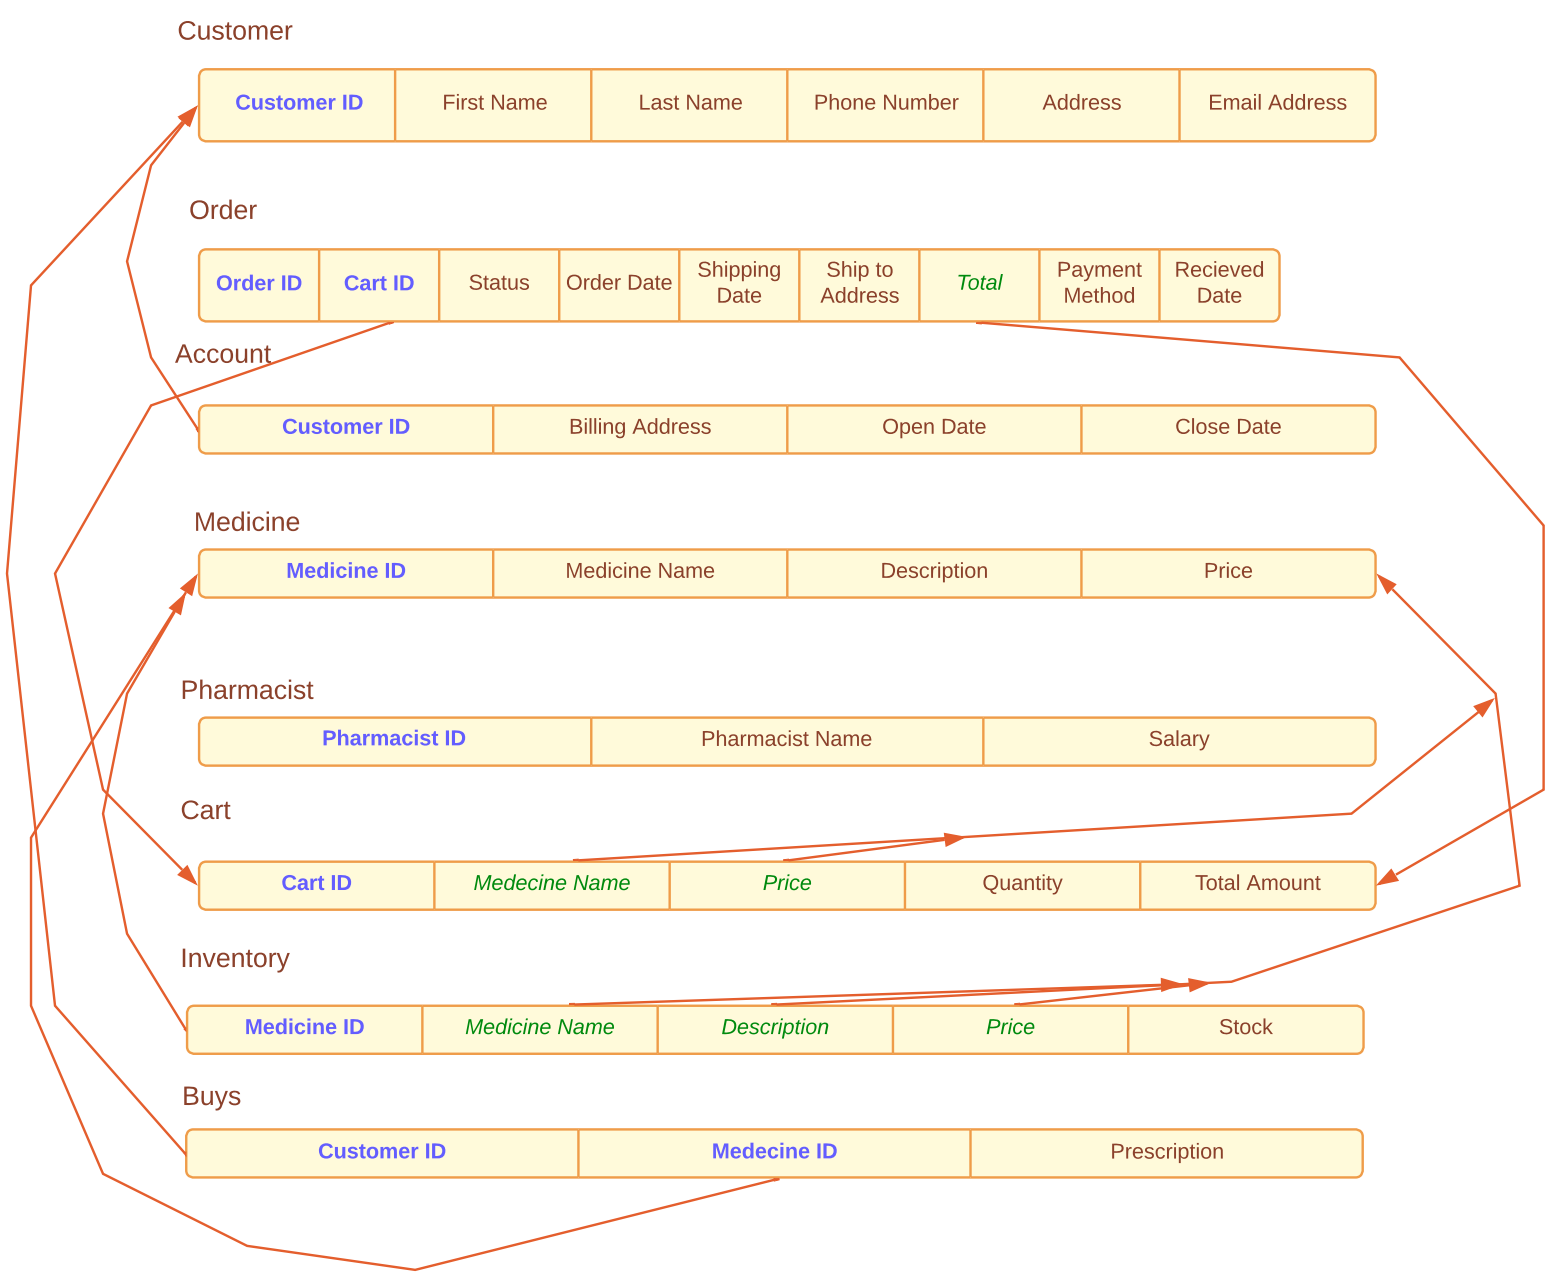 Customer
Customer ID First Name Last Name Phone Number Address Email Address
Order
Order ID Cart ID Status Order Date Shipping Date Ship to Address Total Payment Method Recieved Date
Account
Customer ID Billing Address Open Date Close Date
Medicine
Medicine ID Medicine Name Description Price
Pharmacist
Pharmacist ID Pharmacist Name Salary
Cart
Cart ID Medecine Name Price Quantity Total Amount
Inventory
Medicine ID Medicine Name Description Price Stock
Buys
Customer ID Medecine ID Prescription